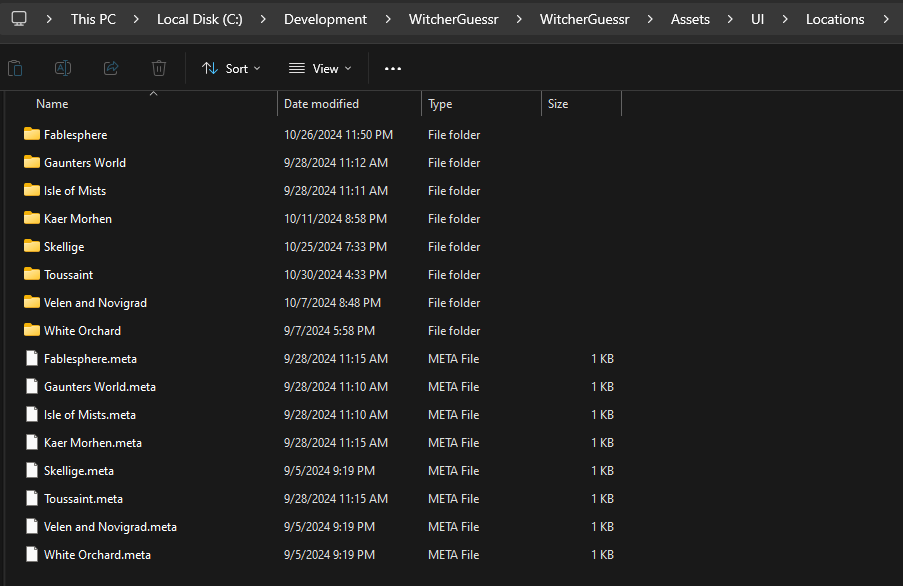 This PC > Local Disk (C:) > Development > WitcherGuessr > WitcherGuessr > Assets > UI > Locations >
Sort View ...
Name Date modified Type Size
Fablesphere 10/26/2024 11:50 PM File folder
Gaunters World 9/28/2024 11:12 AM File folder
Isle of Mists 9/28/2024 11:11 AM File folder
Kaer Morhen 10/11/2024 8:58 PM File folder
Skellige 10/25/2024 7:33 PM File folder
Toussaint 10/30/2024 4:33 PM File folder
Velen and Novigrad 10/7/2024 8:48 PM File folder
White Orchard 9/7/2024 5:58 PM File folder
Fablesphere.meta 9/28/2024 11:15 AM META File 1 KB
Gaunters World.meta 9/28/2024 11:10 AM META File 1 KB
Isle of Mists.meta 9/28/2024 11:10 AM META File 1 KB
Kaer Morhen.meta 9/28/2024 11:15 AM META File 1 KB
Skellige.meta 9/5/2024 9:19 PM META File 1 KB
Toussaint.meta 9/28/2024 11:15 AM META File 1 KB
Velen and Novigrad.meta 9/5/2024 9:19 PM META File 1 KB
White Orchard.meta 9/5/2024 9:19 PM META File 1 KB